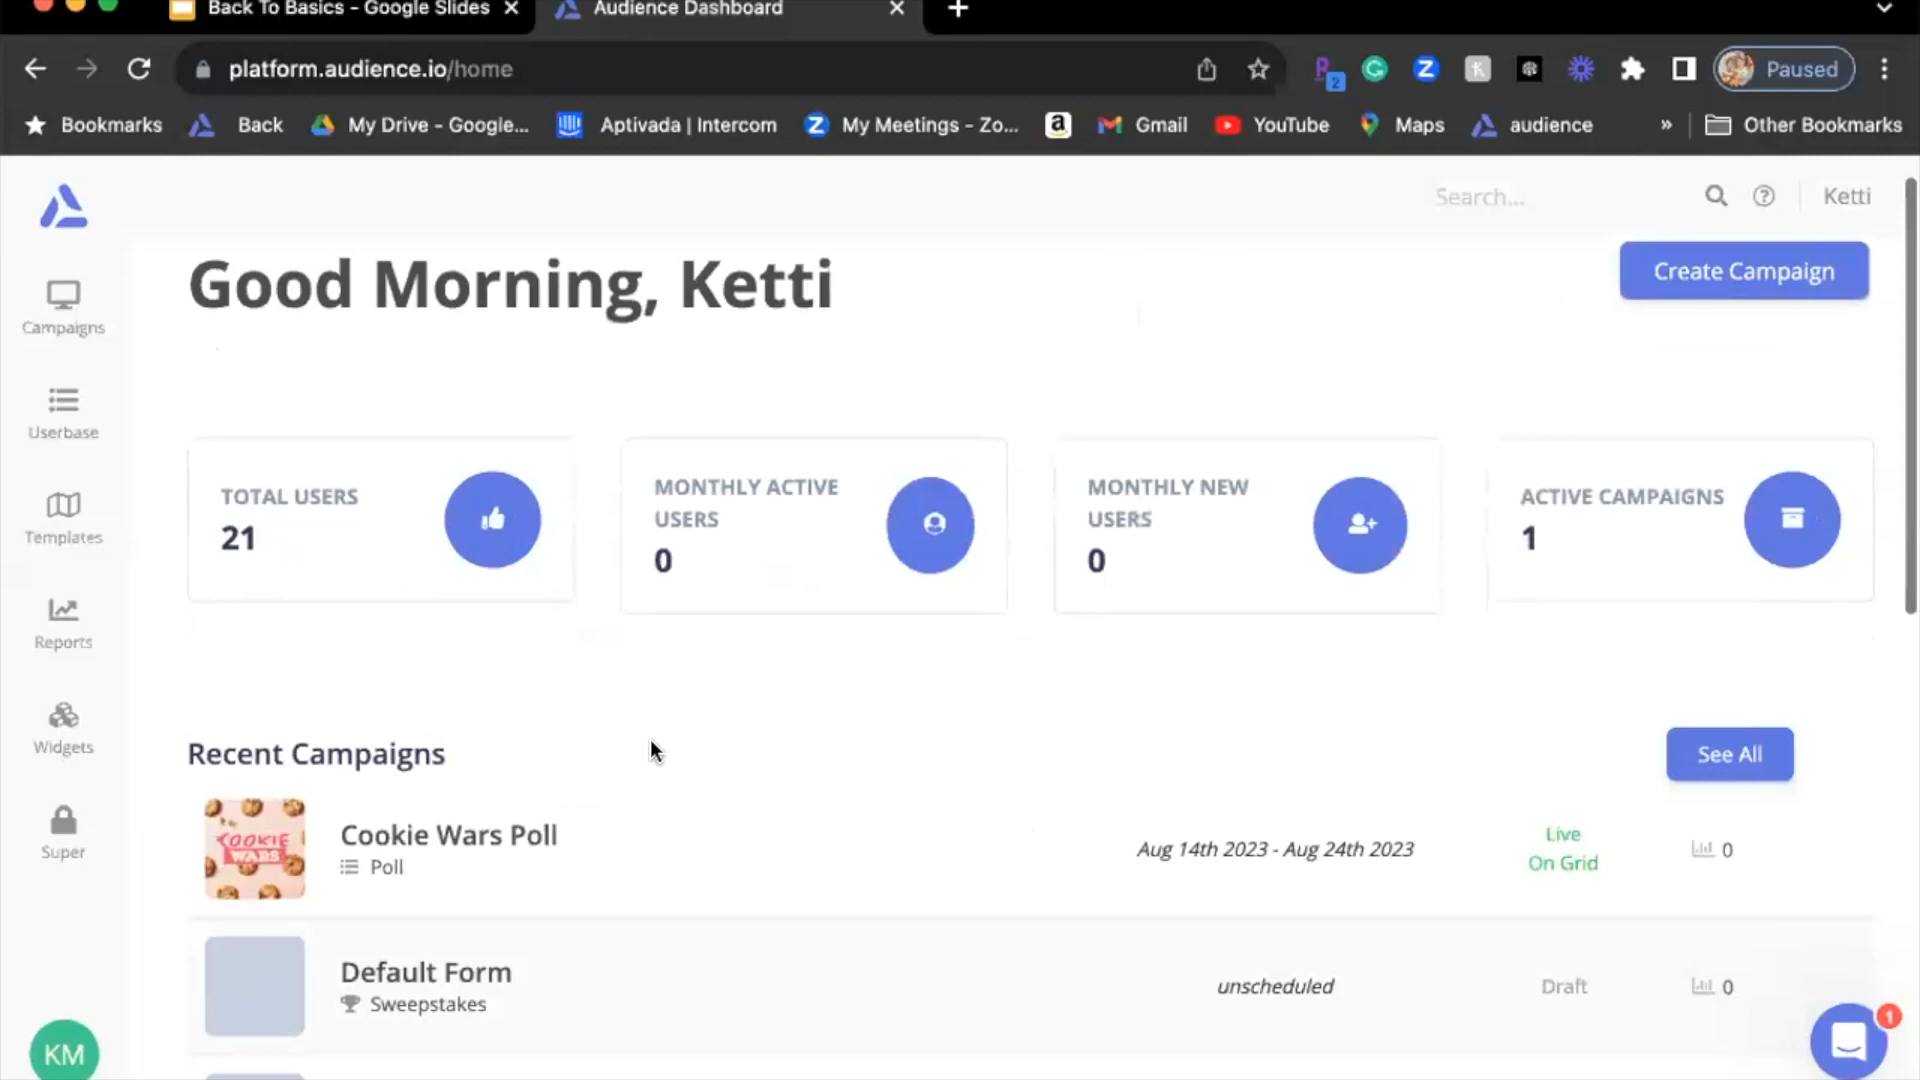 Back To Basics - Google Slides
Audience Dashboard
platform.audience.io/home
2
Paused
Bookmarks
Back
My Drive - Google...
Aptivada | Intercom
My Meetings - Zo...
Gmail
YouTube
Maps
audience
»
Other Bookmarks
Search...
Ketti
Good Morning, Ketti
Create Campaign
Campaigns
Userbase
Templates
Reports
Widgets
Super
KM
TOTAL USERS
21
MONTHLY ACTIVE
USERS
0
MONTHLY NEW
USERS
0
ACTIVE CAMPAIGNS
1
Recent Campaigns
See All
COOKIE
WARS
Cookie Wars Poll
Poll
Aug 14th 2023 - Aug 24th 2023
Live
On Grid
0
Default Form
Sweepstakes
unscheduled
Draft
0
1